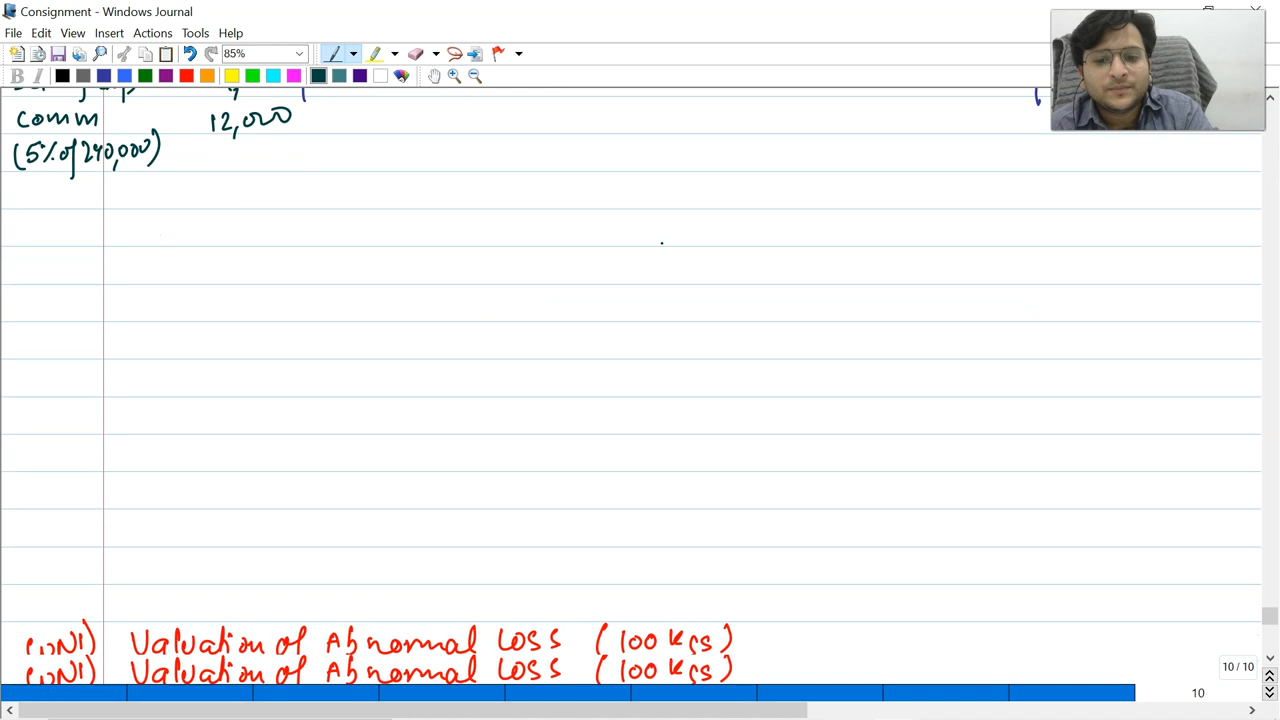 Consignment - Windows Journal
File Edit View Insert Actions Tools Help
85%
B I
comm 12,000
(5% of 240,000)
WN1) Valuation of Abnormal Loss (100 Kgs)
WN1) Valuation of Abnormal Loss (100 Kgs)
10 / 10
10